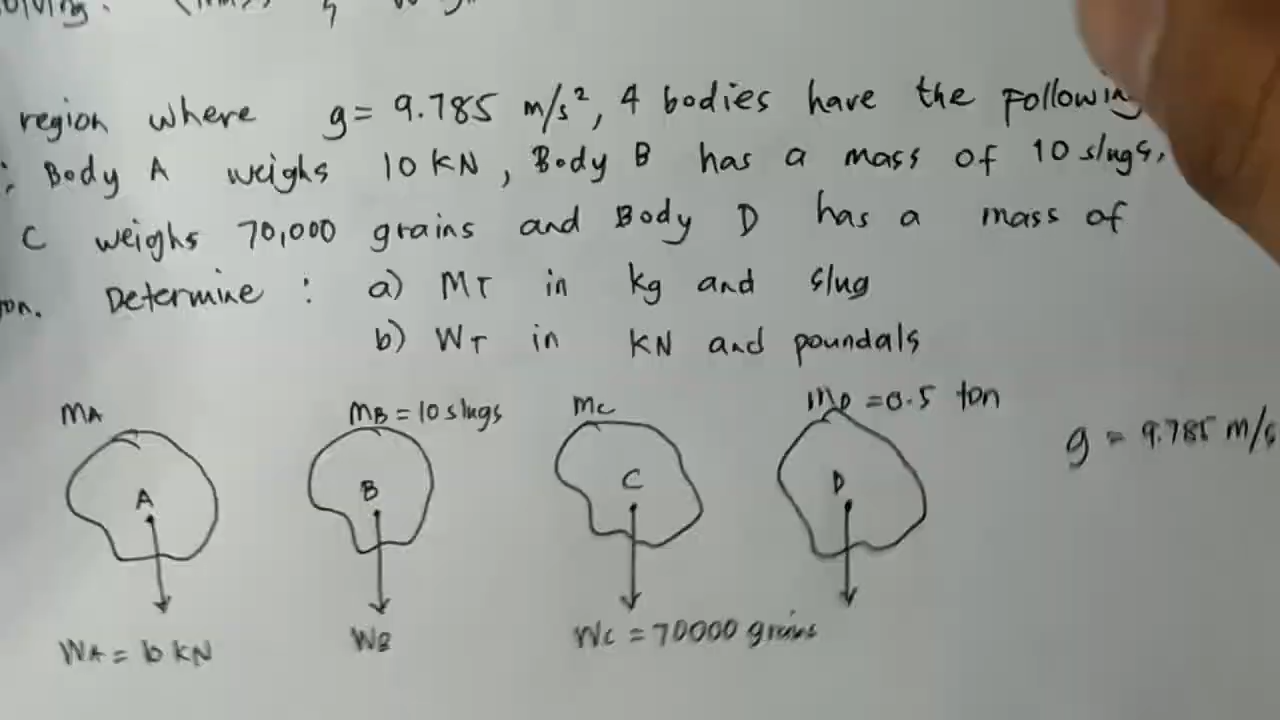 region where g = 9.785 m/s², 4 bodies have the following
: Body A weighs 10 KN, Body B has a mass of 10 slugs,
C weighs 70,000 grains and Body D has a mass of
Determine : a) MT in kg and slug
b) WT in KN and poundals
MA MB = 10 slugs MC MD = 0.5 ton
g = 9.785 m/s
A B C D
WA = 10 KN WB WC = 70000 grains